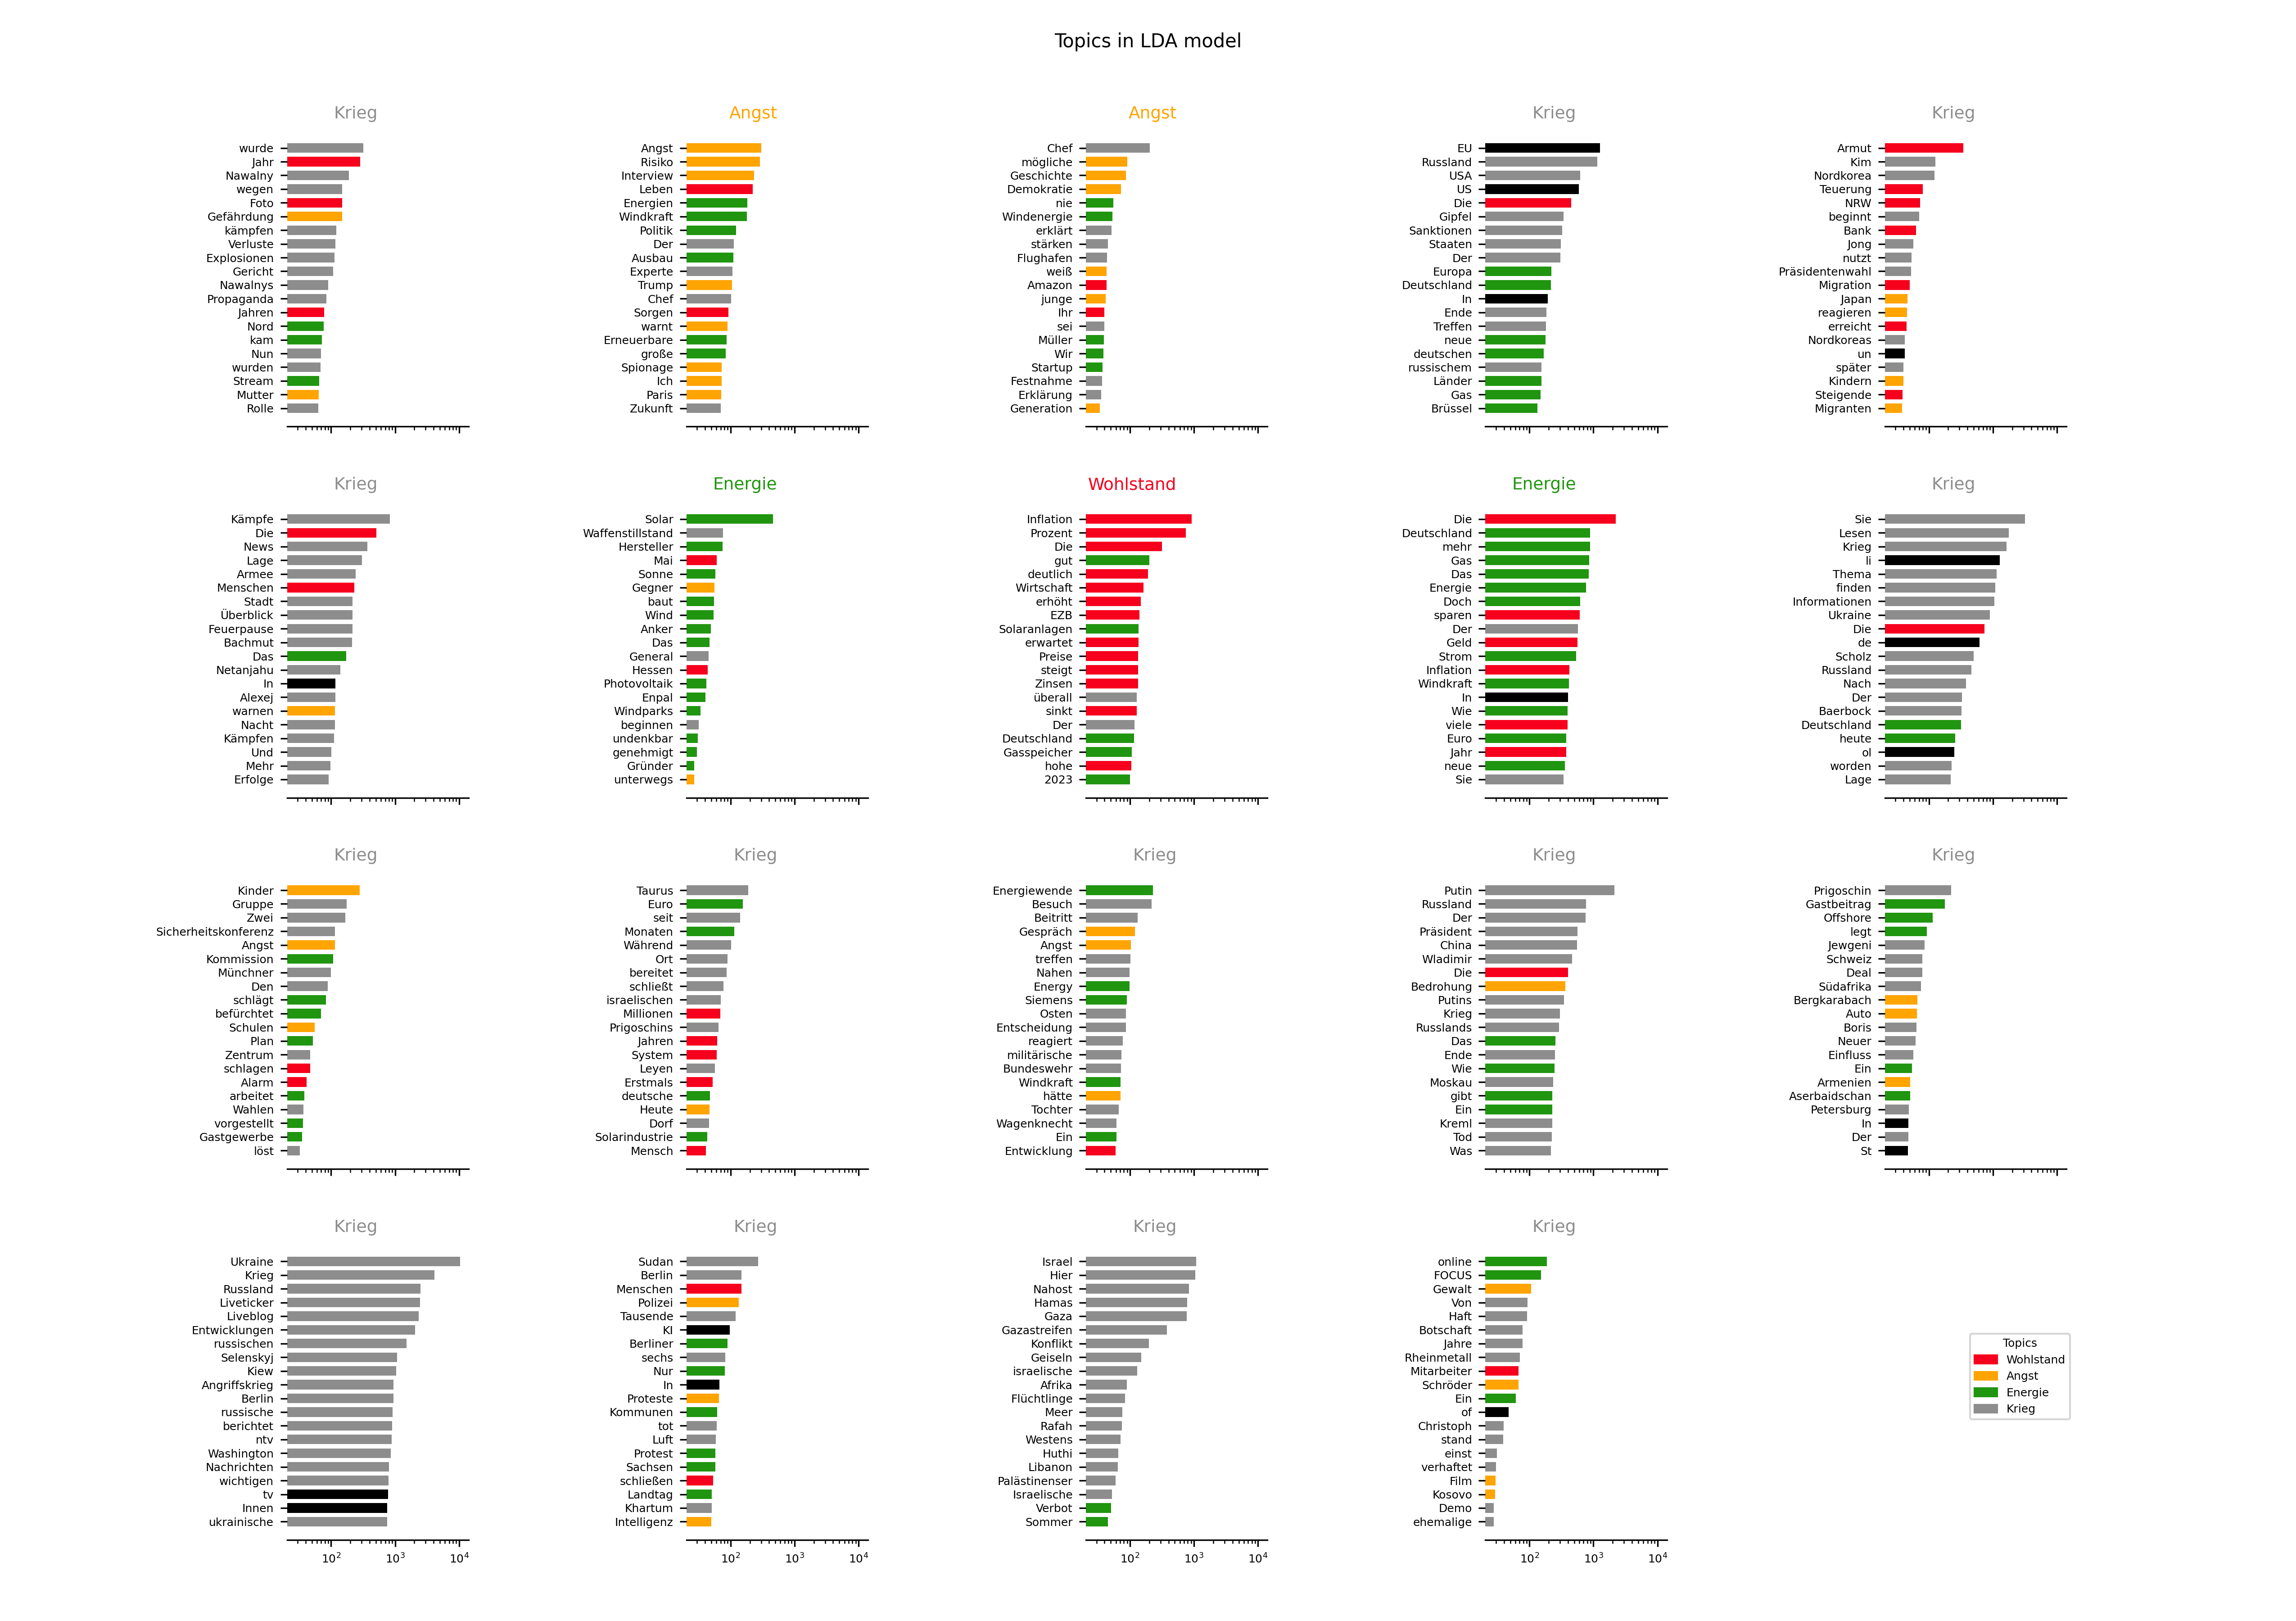 Topics in LDA model
Krieg
wurde
Jahr
Nawalny
wegen
Foto
Gefährdung
kämpfen
Verluste
Explosionen
Gericht
Nawalnys
Propaganda
Jahren
Nord
kam
Nun
wurden
Stream
Mutter
Rolle
Angst
Angst
Risiko
Interview
Leben
Energien
Windkraft
Politik
Der
Ausbau
Experte
Trump
Chef
Sorgen
warnt
Erneuerbare
große
Spionage
Ich
Paris
Zukunft
Angst
Chef
mögliche
Geschichte
Demokratie
nie
Windenergie
erklärt
stärken
Flughafen
weiß
Amazon
junge
Ihr
sei
Müller
Wir
Startup
Festnahme
Erklärung
Generation
Krieg
EU
Russland
USA
US
Die
Gipfel
Sanktionen
Staaten
Der
Europa
Deutschland
In
Ende
Treffen
neue
deutschen
russischem
Länder
Gas
Brüssel
Krieg
Armut
Kim
Nordkorea
Teuerung
NRW
beginnt
Bank
Jong
nutzt
Präsidentenwahl
Migration
Japan
reagieren
erreicht
Nordkoreas
un
später
Kindern
Steigende
Migranten
Krieg
Kämpfe
Die
News
Lage
Armee
Menschen
Stadt
Überblick
Feuerpause
Bachmut
Das
Netanjahu
In
Alexej
warnen
Nacht
Kämpfen
Und
Mehr
Erfolge
Energie
Solar
Waffenstillstand
Hersteller
Mai
Sonne
Gegner
baut
Wind
Anker
Das
General
Hessen
Photovoltaik
Enpal
Windparks
beginnen
undenkbar
genehmigt
Gründer
unterwegs
Wohlstand
Inflation
Prozent
Die
gut
deutlich
Wirtschaft
erhöht
EZB
Solaranlagen
erwartet
Preise
steigt
Zinsen
überall
sinkt
Der
Deutschland
Gasspeicher
hohe
2023
Energie
Die
Deutschland
mehr
Gas
Das
Energie
Doch
sparen
Der
Geld
Strom
Inflation
Windkraft
In
Wie
viele
Euro
Jahr
neue
Sie
Krieg
Sie
Lesen
Krieg
li
Thema
finden
Informationen
Ukraine
Die
de
Scholz
Russland
Nach
Der
Baerbock
Deutschland
heute
ol
worden
Lage
Krieg
Kinder
Gruppe
Zwei
Sicherheitskonferenz
Angst
Kommission
Münchner
Den
schlägt
befürchtet
Schulen
Plan
Zentrum
schlagen
Alarm
arbeitet
Wahlen
vorgestellt
Gastgewerbe
löst
Krieg
Taurus
Euro
seit
Monaten
Während
Ort
bereitet
schließt
israelischen
Millionen
Prigoschins
Jahren
System
Leyen
Erstmals
deutsche
Heute
Dorf
Solarindustrie
Mensch
Krieg
Energiewende
Besuch
Beitritt
Gespräch
Angst
treffen
Nahen
Energy
Siemens
Osten
Entscheidung
reagiert
militärische
Bundeswehr
Windkraft
hätte
Tochter
Wagenknecht
Ein
Entwicklung
Krieg
Putin
Russland
Der
Präsident
China
Wladimir
Die
Bedrohung
Putins
Krieg
Russlands
Das
Ende
Wie
Moskau
gibt
Ein
Kreml
Tod
Was
Krieg
Prigoschin
Gastbeitrag
Offshore
legt
Jewgeni
Schweiz
Deal
Südafrika
Bergkarabach
Auto
Boris
Neuer
Einfluss
Ein
Armenien
Aserbaidschan
Petersburg
In
Der
St
Krieg
Ukraine
Krieg
Russland
Liveticker
Liveblog
Entwicklungen
russischen
Selenskyj
Kiew
Angriffskrieg
Berlin
russische
berichtet
ntv
Washington
Nachrichten
wichtigen
tv
Innen
ukrainische
10² 10³ 10⁴
Krieg
Sudan
Berlin
Menschen
Polizei
Tausende
KI
Berliner
sechs
Nur
In
Proteste
Kommunen
tot
Luft
Protest
Sachsen
schließen
Landtag
Khartum
Intelligenz
10² 10³ 10⁴
Krieg
Israel
Hier
Nahost
Hamas
Gaza
Gazastreifen
Konflikt
Geiseln
israelische
Afrika
Flüchtlinge
Meer
Rafah
Westens
Huthi
Libanon
Palästinenser
Israelische
Verbot
Sommer
10² 10³ 10⁴
Krieg
online
FOCUS
Gewalt
Von
Haft
Botschaft
Jahre
Rheinmetall
Mitarbeiter
Schröder
Ein
of
Christoph
stand
einst
verhaftet
Film
Kosovo
Demo
ehemalige
10² 10³ 10⁴
Topics
Wohlstand
Angst
Energie
Krieg